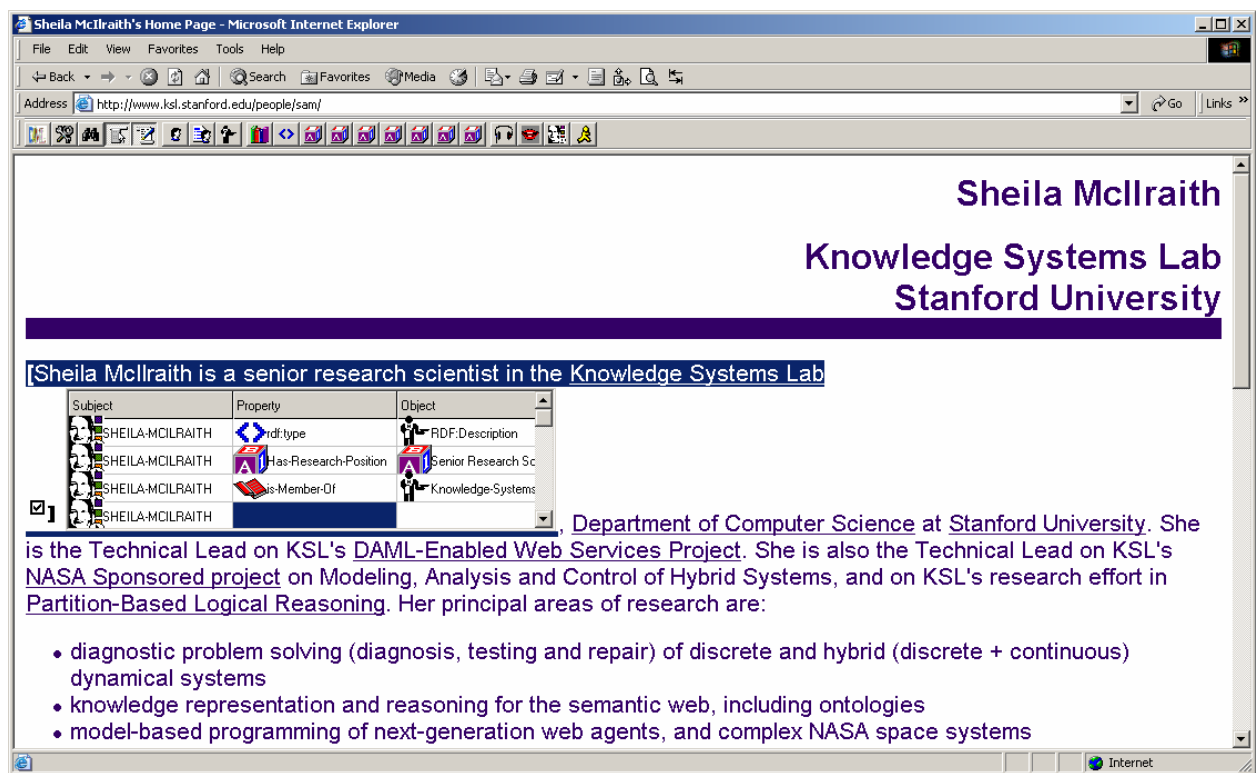 Sheila McIlraith's Home Page - Microsoft Internet Explorer
File Edit View Favorites Tools Help
Back Search Favorites Media
Address http://www.ksl.stanford.edu/people/sam/ Go Links »
Sheila McIlraith
Knowledge Systems Lab
Stanford University
[Sheila McIlraith is a senior research scientist in the Knowledge Systems Lab
Subject Property Object
SHEILA-MCILRAITH rdf:type RDF:Description
SHEILA-MCILRAITH Has-Research-Position Senior Research Sc
SHEILA-MCILRAITH is-Member-Of Knowledge-Systems
SHEILA-MCILRAITH
], Department of Computer Science at Stanford University. She
is the Technical Lead on KSL's DAML-Enabled Web Services Project. She is also the Technical Lead on KSL's
NASA Sponsored project on Modeling, Analysis and Control of Hybrid Systems, and on KSL's research effort in
Partition-Based Logical Reasoning. Her principal areas of research are:
• diagnostic problem solving (diagnosis, testing and repair) of discrete and hybrid (discrete + continuous)
dynamical systems
• knowledge representation and reasoning for the semantic web, including ontologies
• model-based programming of next-generation web agents, and complex NASA space systems
Internet